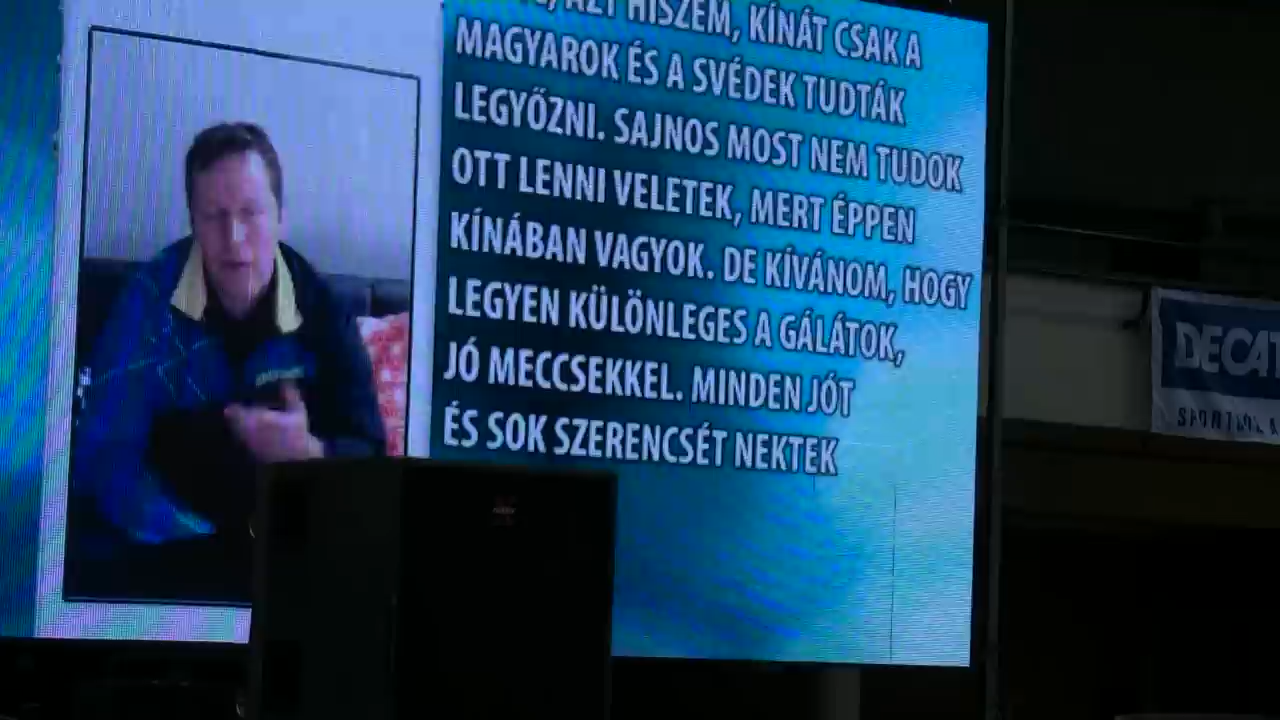 AZT HISZEM, KÍNÁT CSAK A
MAGYAROK ÉS A SVÉDEK TUDTÁK
LEGYŐZNI. SAJNOS MOST NEM TUDOK
OTT LENNI VELETEK, MERT ÉPPEN
KÍNÁBAN VAGYOK. DE KÍVÁNOM, HOGY
LEGYEN KÜLÖNLEGES A GÁLÁTOK,
JÓ MECCSEKKEL. MINDEN JÓT
ÉS SOK SZERENCSÉT NEKTEK
DECAT